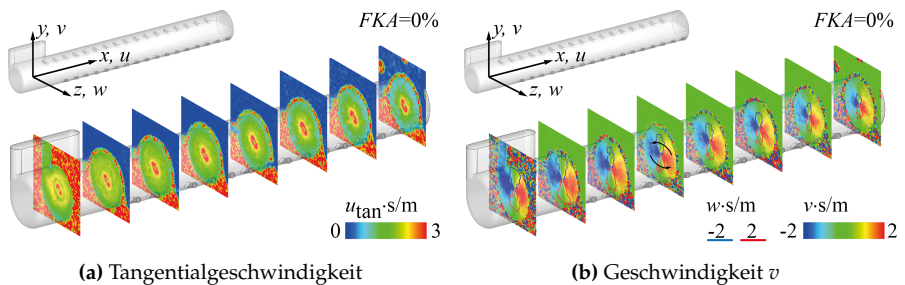 FKA=0%
y, v
x, u
z, w
u_tan·s/m
0 3
(a) Tangentialgeschwindigkeit
FKA=0%
y, v
x, u
z, w
w·s/m v·s/m
-2 2 -2 2
(b) Geschwindigkeit v